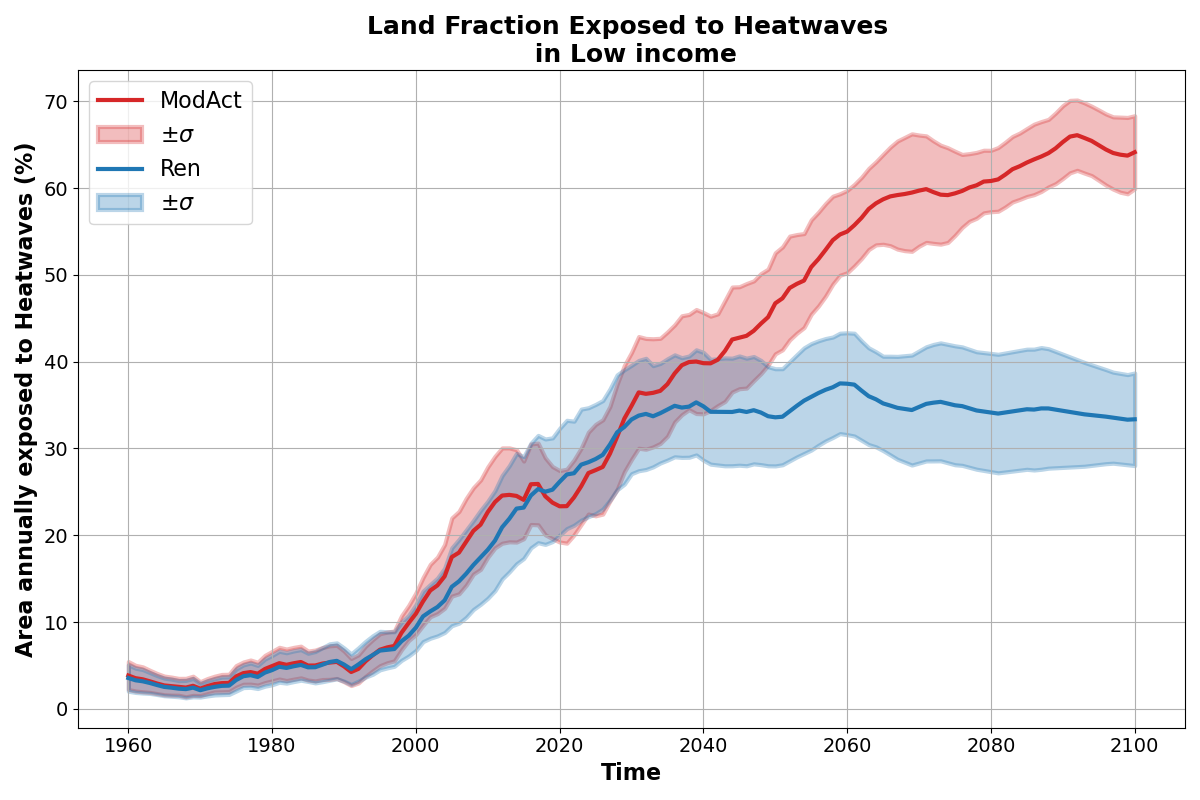 Land Fraction Exposed to Heatwaves
in Low income
ModAct
±σ
Ren
±σ
Area annually exposed to Heatwaves (%)
70
60
50
40
30
20
10
0
1960 1980 2000 2020 2040 2060 2080 2100
Time